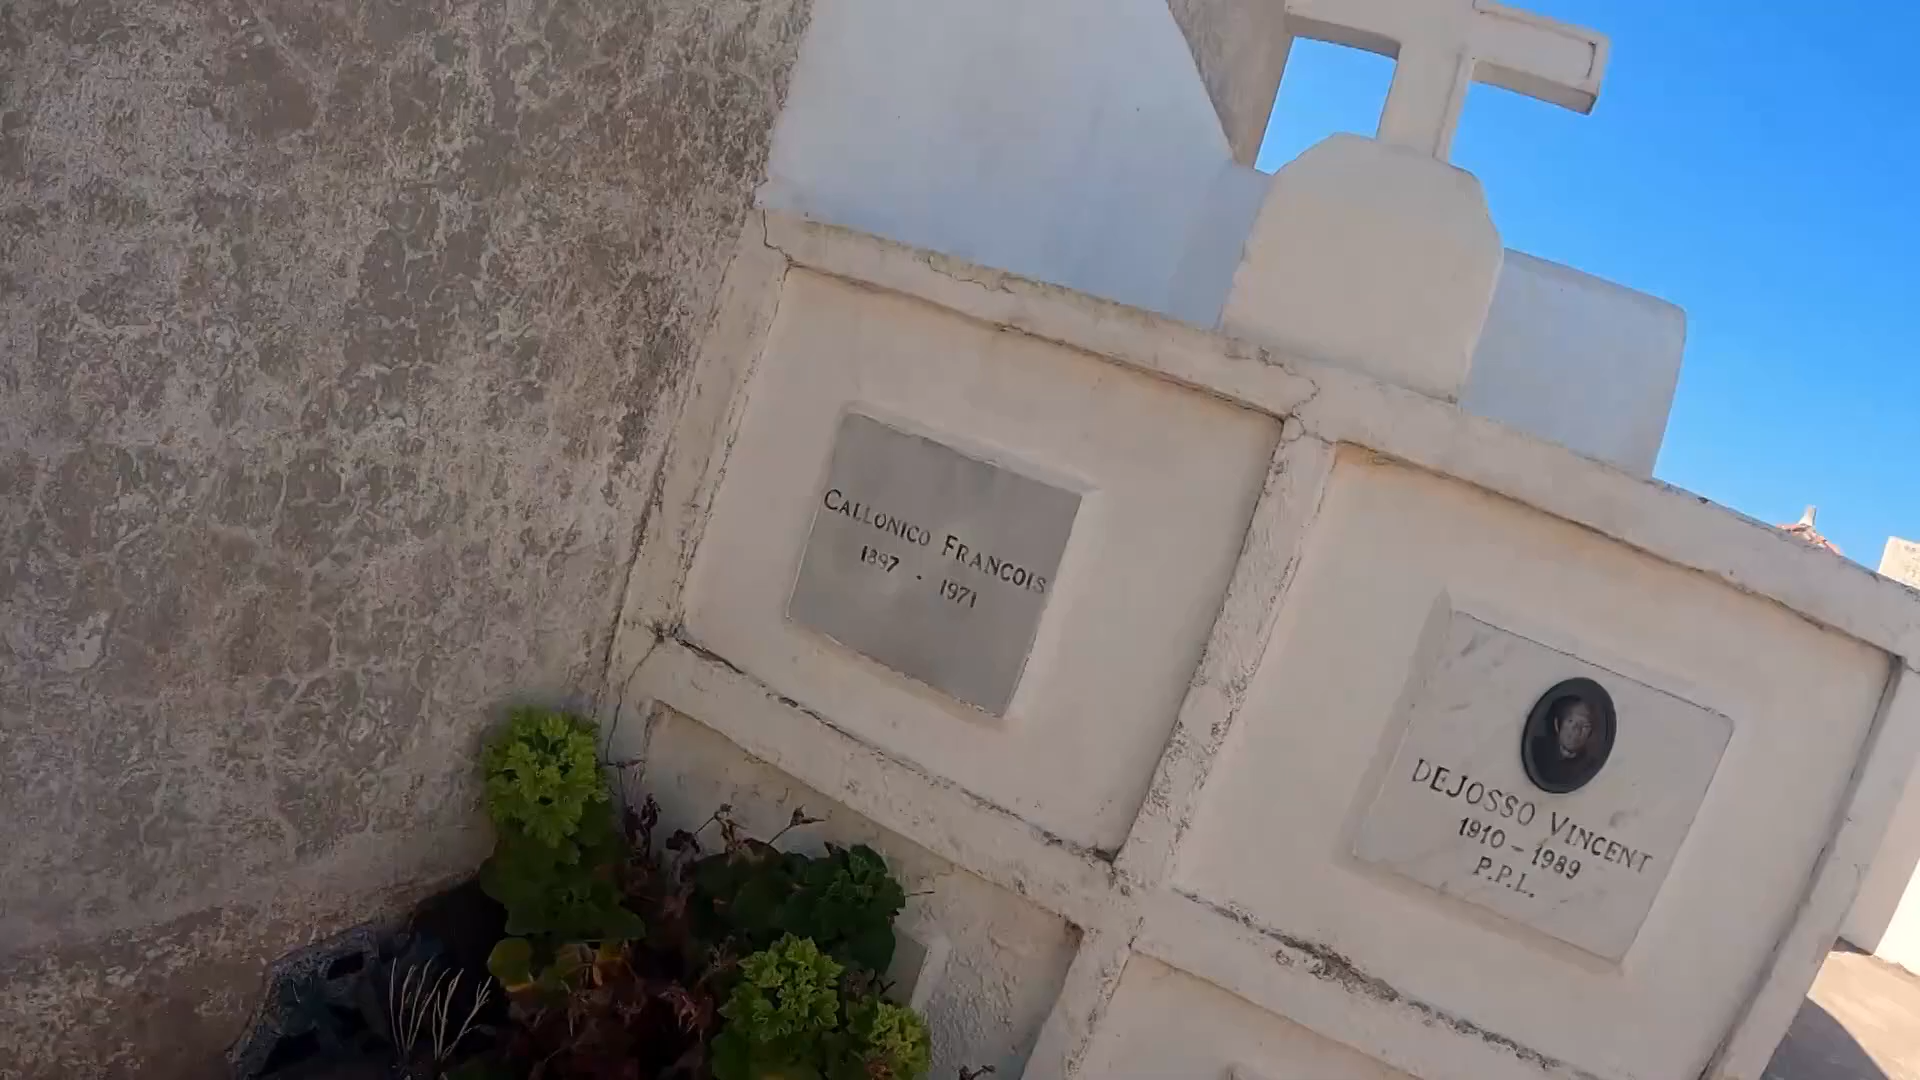 CALLONICO FRANCOIS
1897 · 1971
DEJOSSO VINCENT
1910 - 1989
P.P.L.